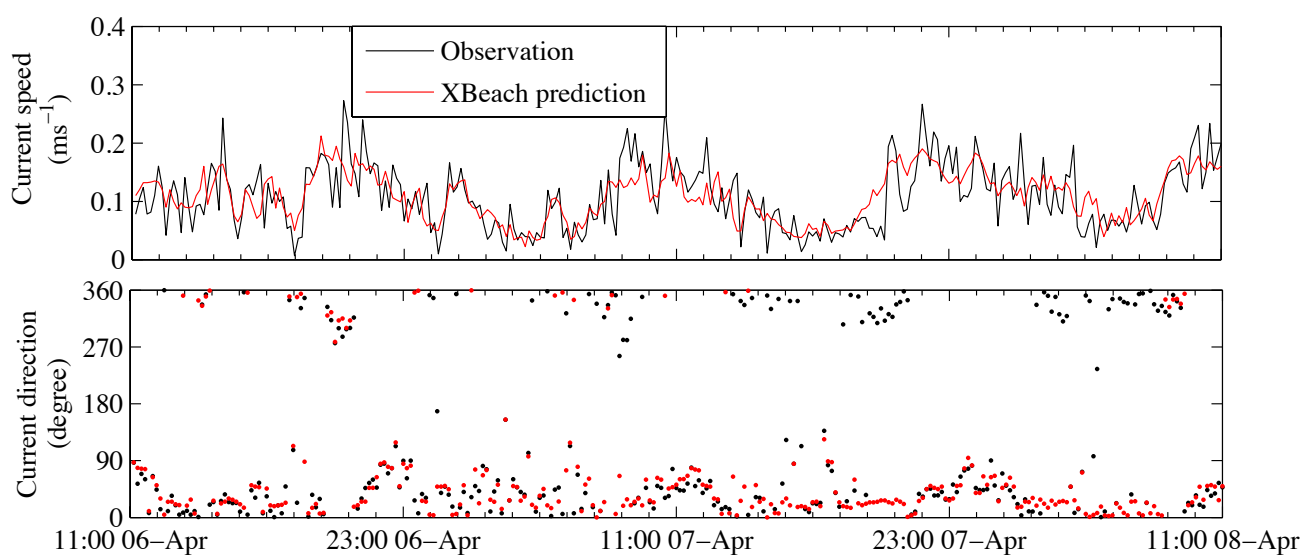 0.4
Observation
XBeach prediction
0.3
0.2
0.1
0
Current speed
(ms⁻¹)
360
270
180
90
0
Current direction
(degree)
11:00 06–Apr
23:00 06–Apr
11:00 07–Apr
23:00 07–Apr
11:00 08–Apr